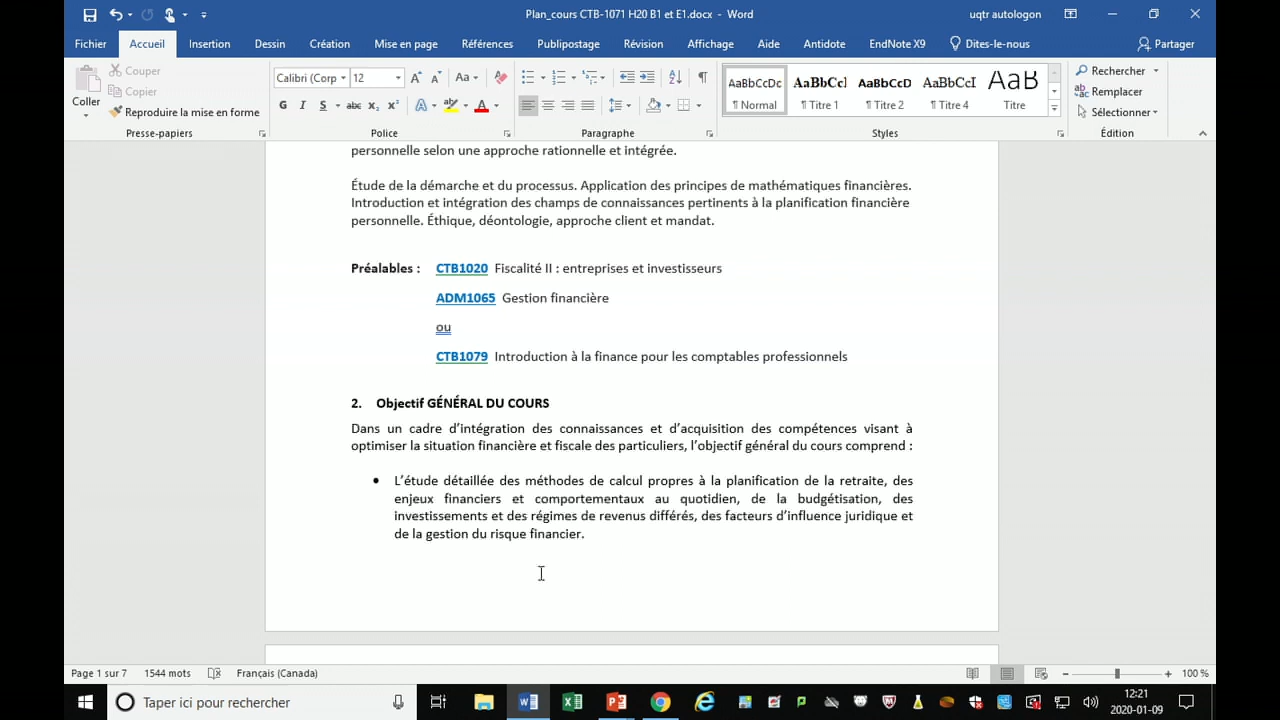 Plan_cours CTB-1071 H20 B1 et E1.docx - Word
uqtr autologon
Fichier Accueil Insertion Dessin Création Mise en page Références Publipostage Révision Affichage Aide Antidote EndNote X9 Dites-le-nous Partager
Coller
Couper
Copier
Reproduire la mise en forme
Presse-papiers
Calibri (Corp 12
G I S abc x₂ x²
Police
Paragraphe
AaBbCcDc AaBbCcI AaBbCcD AaBbCcI AaB
¶ Normal ¶ Titre 1 ¶ Titre 2 ¶ Titre 4 Titre
Styles
Rechercher
Remplacer
Sélectionner
Édition
personnelle selon une approche rationnelle et intégrée.
Étude de la démarche et du processus. Application des principes de mathématiques financières.
Introduction et intégration des champs de connaissances pertinents à la planification financière
personnelle. Éthique, déontologie, approche client et mandat.
Préalables : CTB1020 Fiscalité II : entreprises et investisseurs
ADM1065 Gestion financière
ou
CTB1079 Introduction à la finance pour les comptables professionnels
2. Objectif GÉNÉRAL DU COURS
Dans un cadre d’intégration des connaissances et d’acquisition des compétences visant à
optimiser la situation financière et fiscale des particuliers, l’objectif général du cours comprend :
• L’étude détaillée des méthodes de calcul propres à la planification de la retraite, des
enjeux financiers et comportementaux au quotidien, de la budgétisation, des
investissements et des régimes de revenus différés, des facteurs d’influence juridique et
de la gestion du risque financier.
Page 1 sur 7 1544 mots Français (Canada) 100 %
Taper ici pour rechercher
12:21
2020-01-09